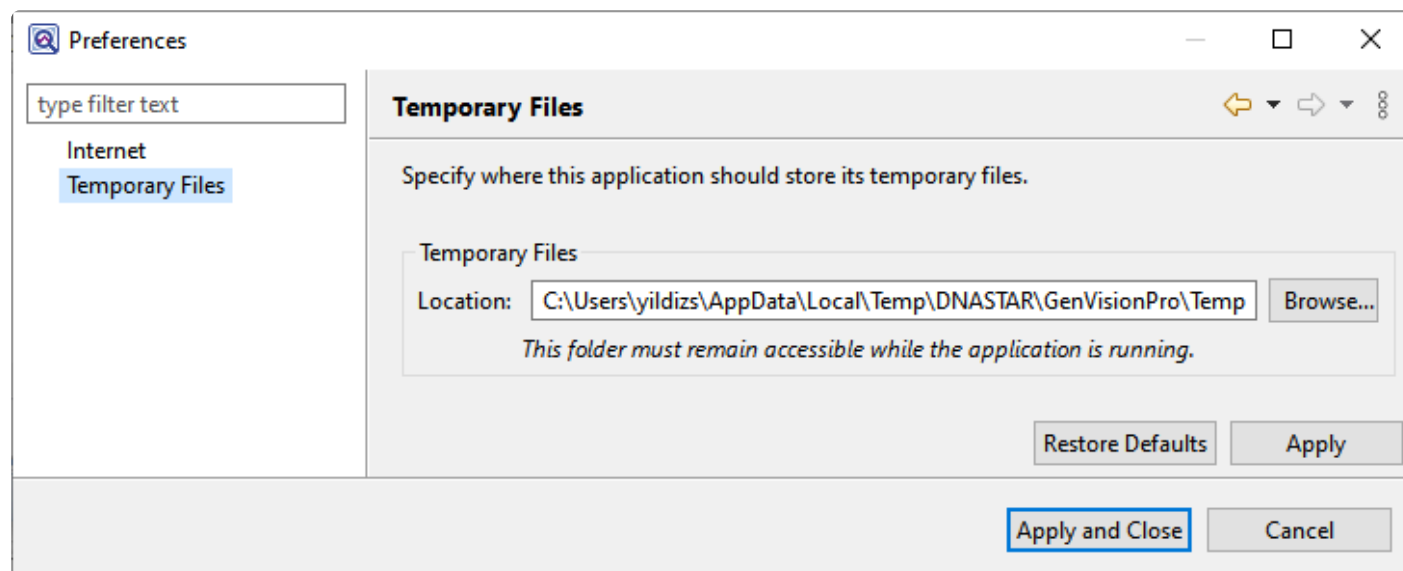 Preferences
type filter text
Internet
Temporary Files
Temporary Files
Specify where this application should store its temporary files.
Temporary Files
Location: C:\Users\yildizs\AppData\Local\Temp\DNASTAR\GenVisionPro\Temp Browse...
This folder must remain accessible while the application is running.
Restore Defaults Apply
Apply and Close Cancel